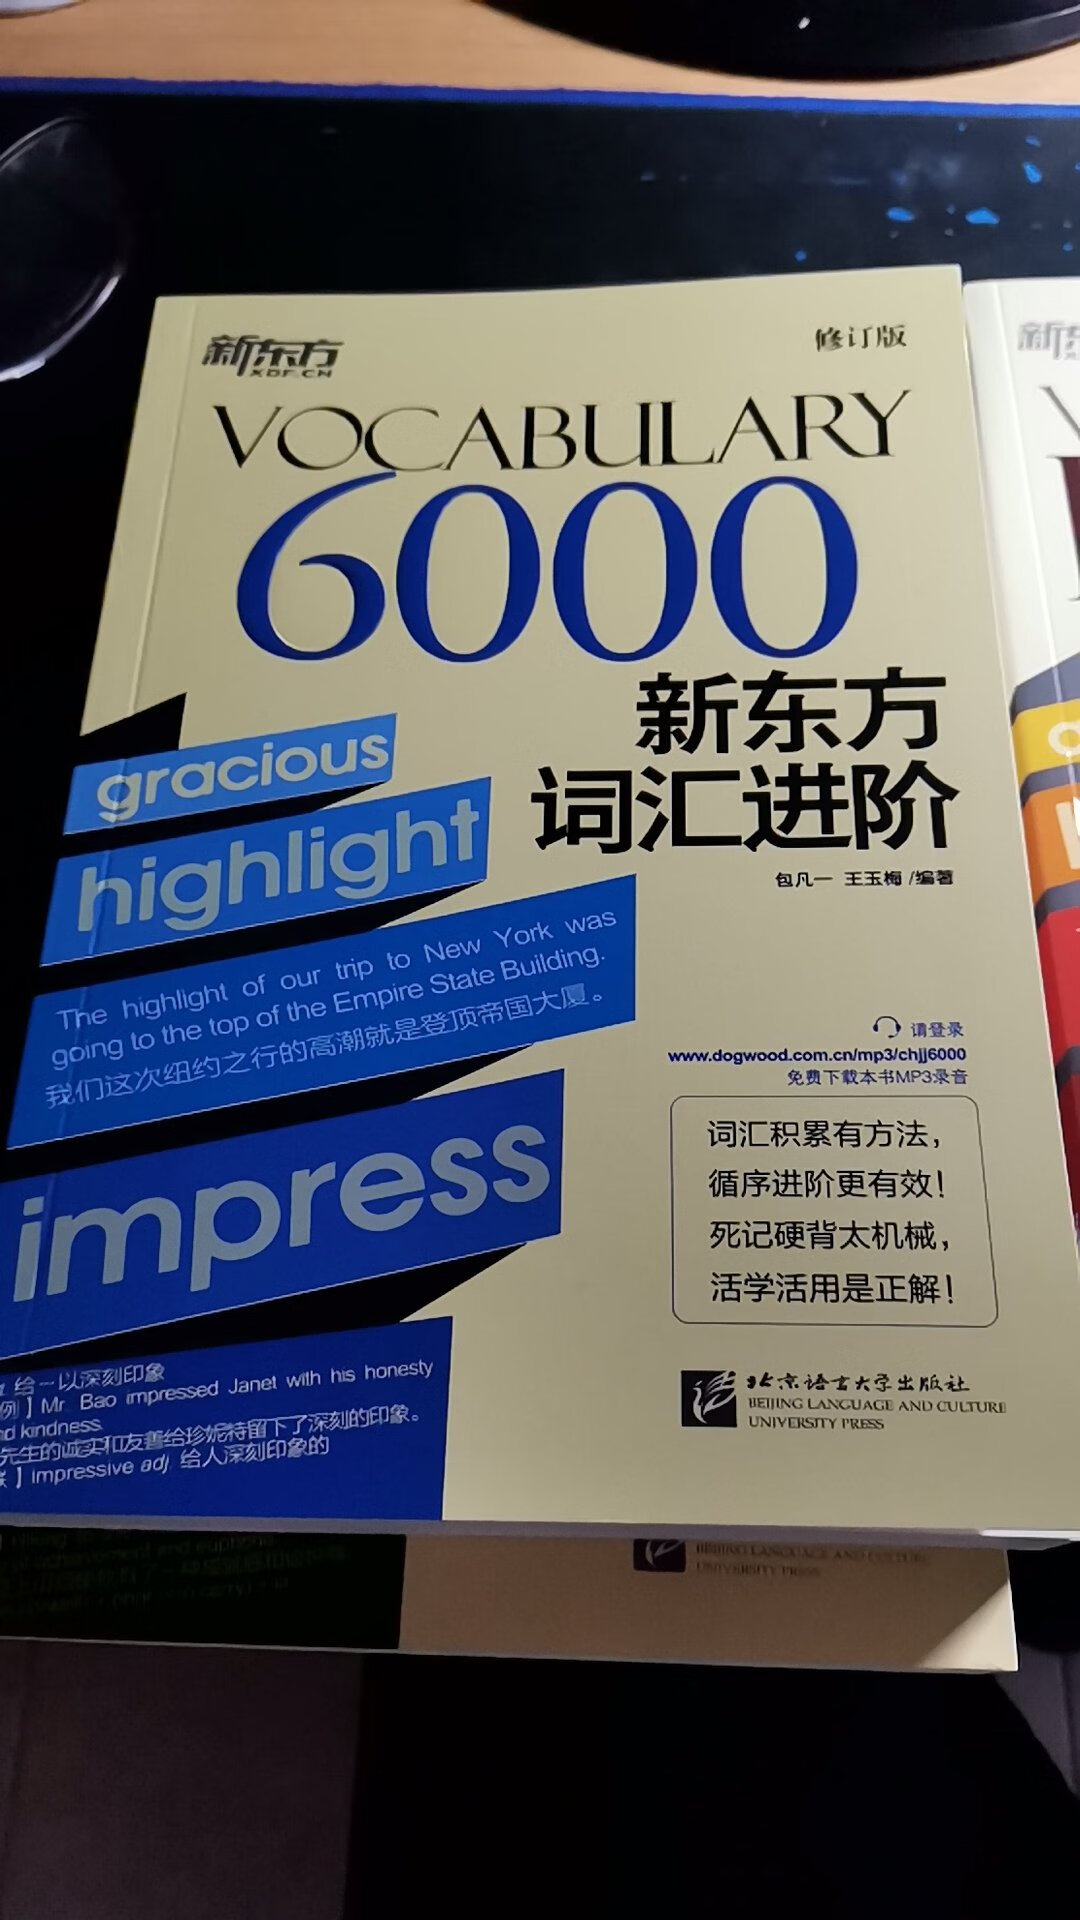 新东方
XDF.CN
修订版
VOCABULARY
6000
新东方
词汇进阶
包凡一 王玉梅 /编著
gracious
highlight
The highlight of our trip to New York was
going to the top of the Empire State Building.
我们这次纽约之行的高潮就是登顶帝国大厦。
impress
给…以深刻印象
例】Mr. Bao impressed Janet with his honesty
kindness.
先生的诚实和友善给珍妮特留下了深刻的印象。
】impressive adj. 给人深刻印象的
请登录
www.dogwood.com.cn/mp3/chjj6000
免费下载本书MP3录音
词汇积累有方法，
循序进阶更有效！
死记硬背太机械，
活学活用是正解！
北京语言大学出版社
BEIJING LANGUAGE AND CULTURE
UNIVERSITY PRESS
BEIJING LANGUAGE AND CULTURE
UNIVERSITY PRESS
新